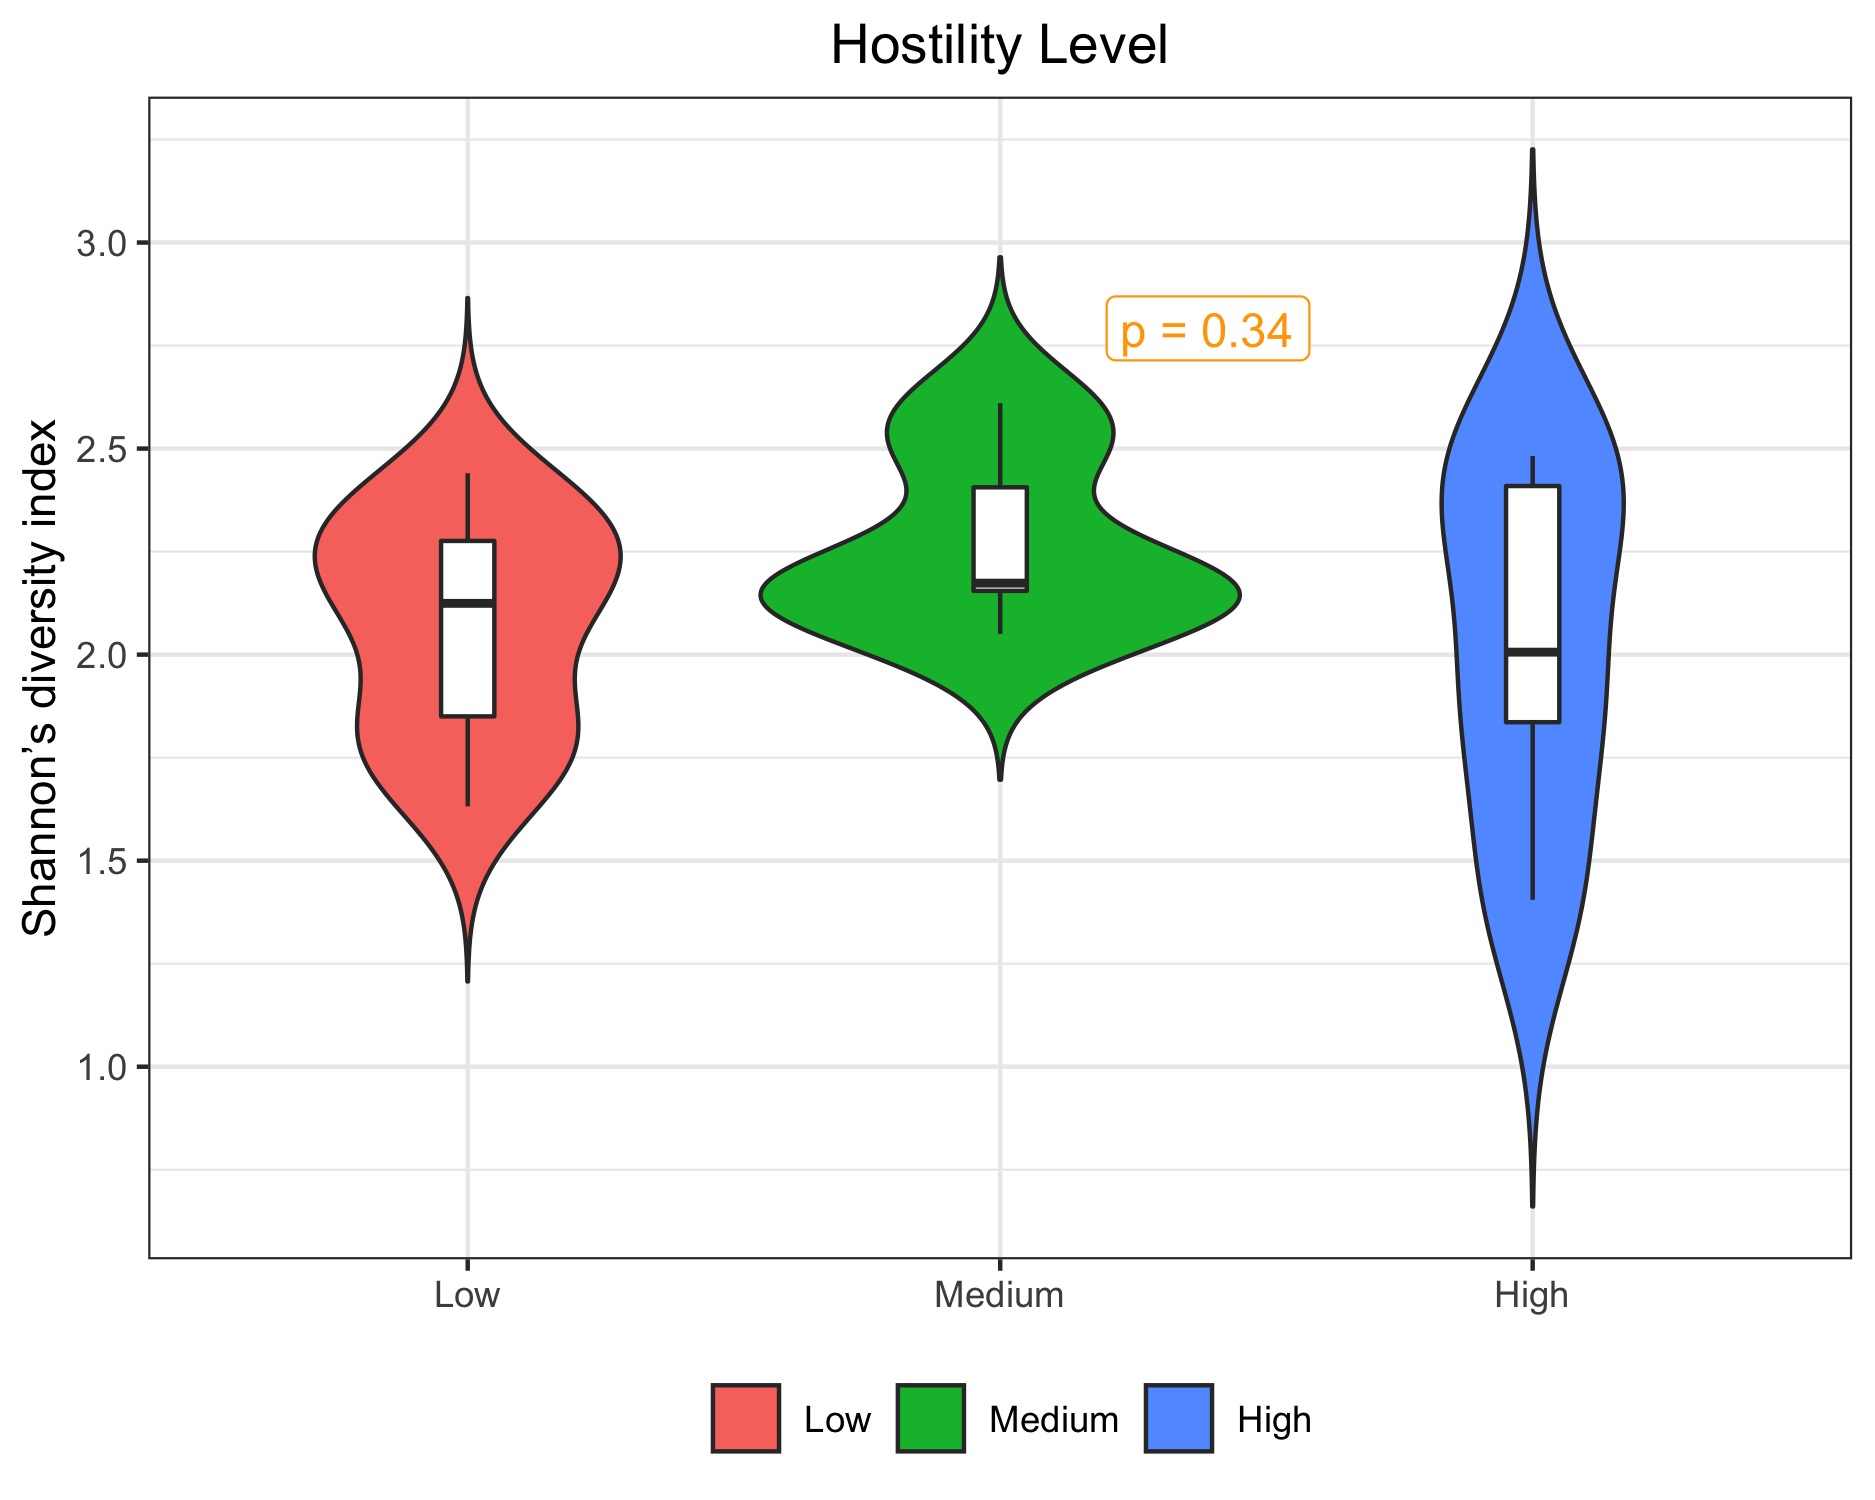 Hostility Level
Shannon’s diversity index
3.0
2.5
2.0
1.5
1.0
p = 0.34
Low Medium High
Low Medium High